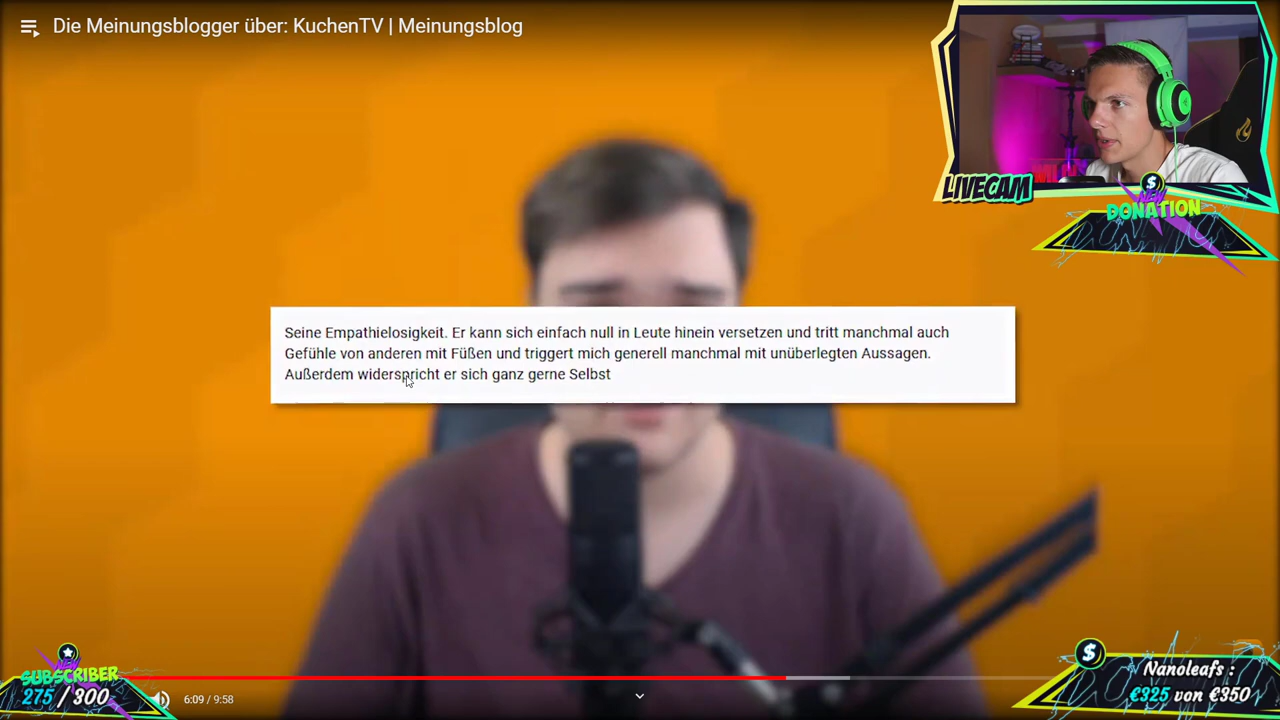 Die Meinungsblogger über: KuchenTV | Meinungsblog
LIVECAM
NEW
DONATION
Seine Empathielosigkeit. Er kann sich einfach null in Leute hinein versetzen und tritt manchmal auch
Gefühle von anderen mit Füßen und triggert mich generell manchmal mit unüberlegten Aussagen.
Außerdem widerspricht er sich ganz gerne Selbst
NEW
SUBSCRIBER
275 / 300
6:09 / 9:58
Nanoleafs :
€325 von €350